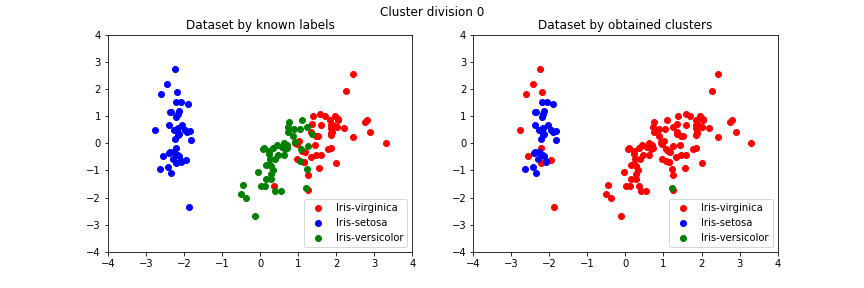 Cluster division 0
Dataset by known labels
4
3
2
1
0
−1
−2
−3
−4
−4 −3 −2 −1 0 1 2 3 4
Iris-virginica
Iris-setosa
Iris-versicolor
Dataset by obtained clusters
4
3
2
1
0
−1
−2
−3
−4
−4 −3 −2 −1 0 1 2 3 4
Iris-virginica
Iris-setosa
Iris-versicolor